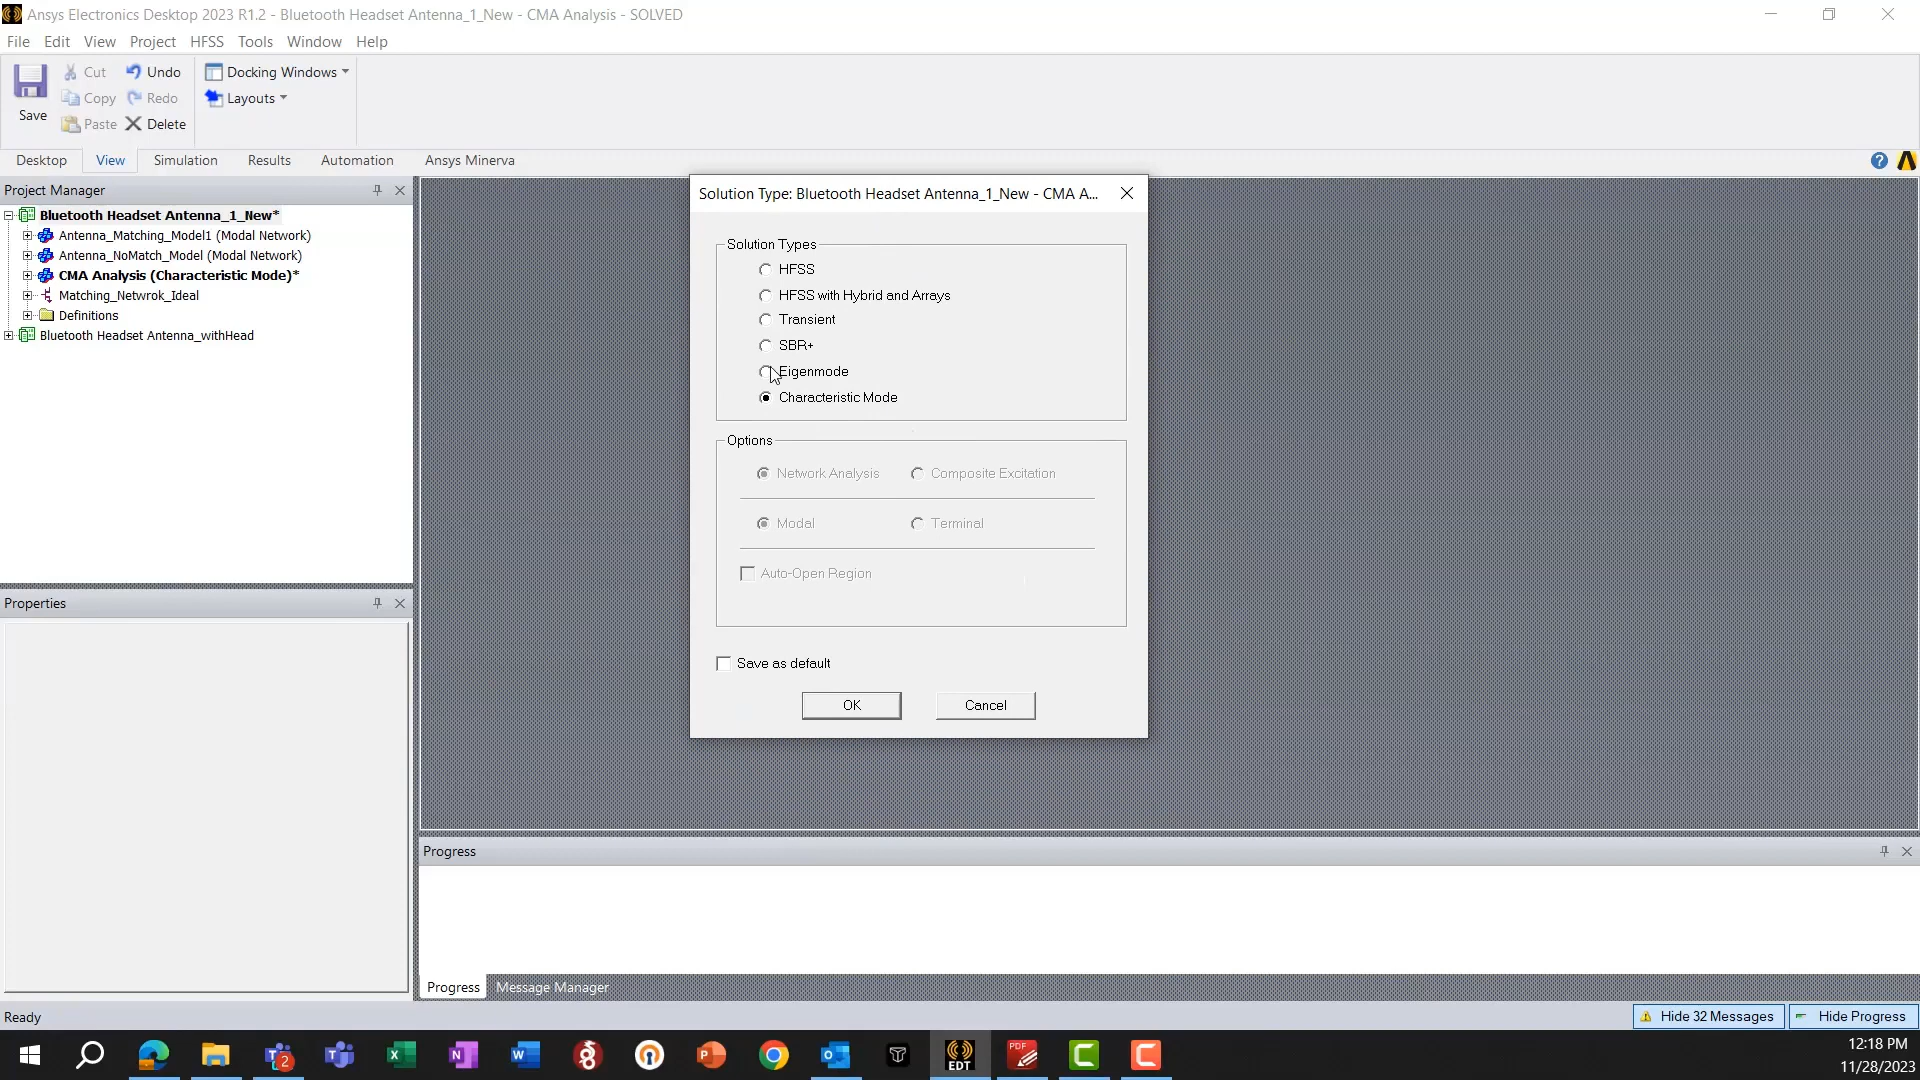 Ansys Electronics Desktop 2023 R1.2 - Bluetooth Headset Antenna_1_New - CMA Analysis - SOLVED
File Edit View Project HFSS Tools Window Help
Save
Cut
Undo
Copy
Redo
Paste
Delete
Docking Windows
Layouts
Desktop View Simulation Results Automation Ansys Minerva
Project Manager
Bluetooth Headset Antenna_1_New*
Antenna_Matching_Model1 (Modal Network)
Antenna_NoMatch_Model (Modal Network)
CMA Analysis (Characteristic Mode)*
Matching_Netwrok_Ideal
Definitions
Bluetooth Headset Antenna_withHead
Properties
Solution Type: Bluetooth Headset Antenna_1_New - CMA A...
Solution Types
HFSS
HFSS with Hybrid and Arrays
Transient
SBR+
Eigenmode
Characteristic Mode
Options
Network Analysis Composite Excitation
Modal Terminal
Auto-Open Region
Save as default
OK Cancel
Progress
Progress Message Manager
Ready
Hide 32 Messages Hide Progress
2
EDT
PDF
12:18 PM
11/28/2023